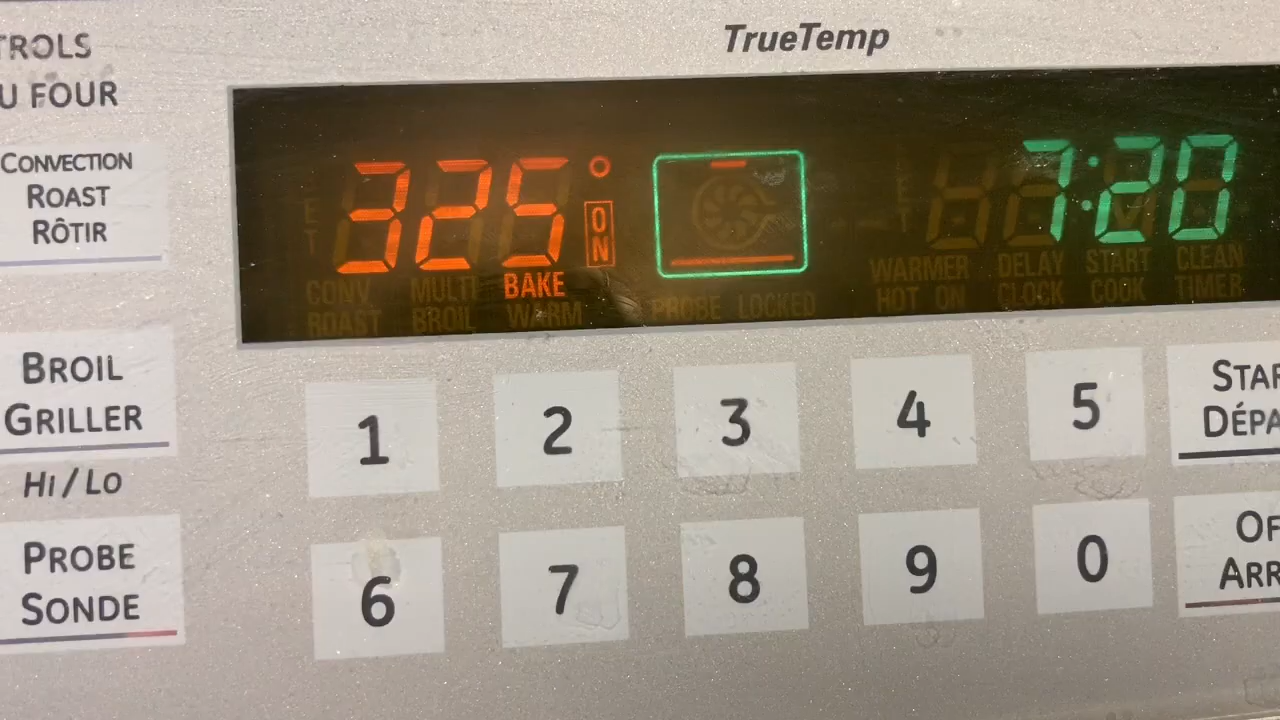 TrueTemp
TROLS
U FOUR
CONVECTION
ROAST
RÔTIR
BROIL
GRILLER
HI / LO
PROBE
SONDE
325°
ON
7:20
CONV. MULTI BAKE
ROAST BROIL WARM
PROBE LOCKED
WARMER DELAY START CLEAN
HOT ON CLOCK COOK TIMER
1 2 3 4 5
STAR
DÉPA
6 7 8 9 0
OF
ARR